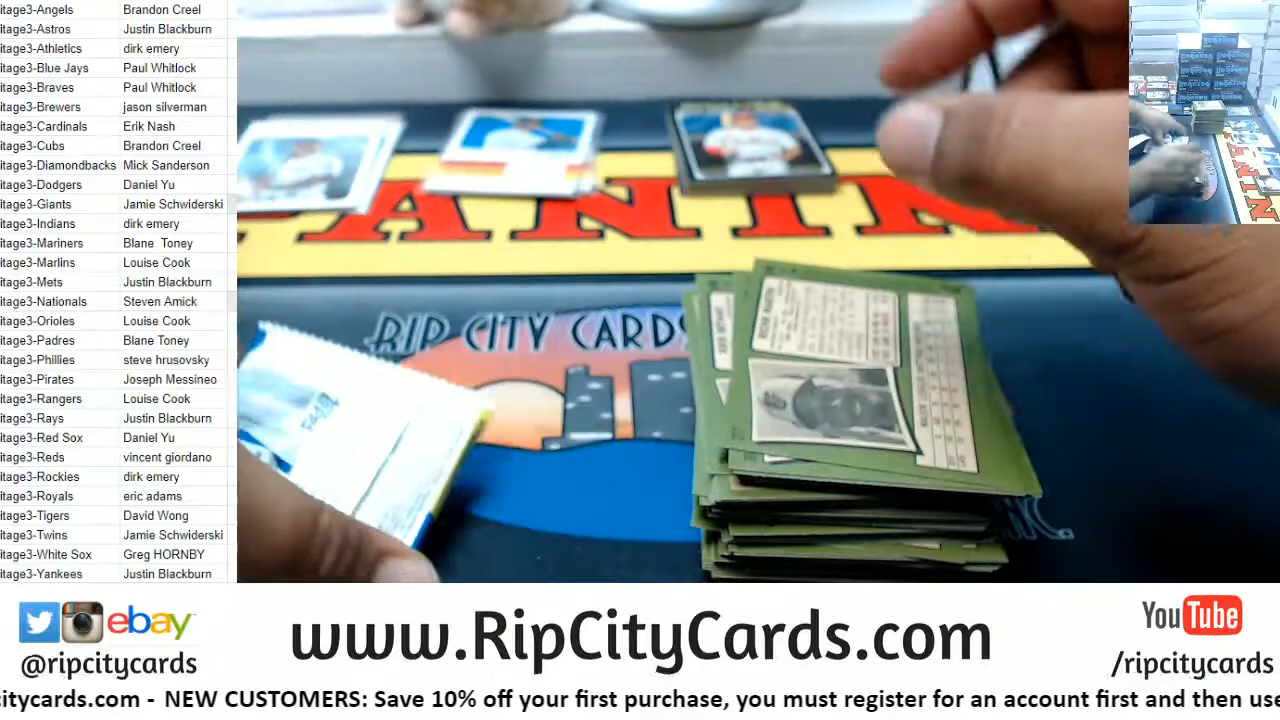 itage3-Angels Brandon Creel
itage3-Astros Justin Blackburn
itage3-Athletics dirk emery
itage3-Blue Jays Paul Whitlock
itage3-Braves Paul Whitlock
itage3-Brewers jason silverman
itage3-Cardinals Erik Nash
itage3-Cubs Brandon Creel
itage3-Diamondbacks Mick Sanderson
itage3-Dodgers Daniel Yu
itage3-Giants Jamie Schwiderski
itage3-Indians dirk emery
itage3-Mariners Blane Toney
itage3-Marlins Louise Cook
itage3-Mets Justin Blackburn
itage3-Nationals Steven Amick
itage3-Orioles Louise Cook
itage3-Padres Blane Toney
itage3-Phillies steve hrusovsky
itage3-Pirates Joseph Messineo
itage3-Rangers Louise Cook
itage3-Rays Justin Blackburn
itage3-Red Sox Daniel Yu
itage3-Reds vincent giordano
itage3-Rockies dirk emery
itage3-Royals eric adams
itage3-Tigers David Wong
itage3-Twins Jamie Schwiderski
itage3-White Sox Greg HORNBY
itage3-Yankees Justin Blackburn
PANINI
RIP CITY CARDS
ebay
@ripcitycards
www.RipCityCards.com
YouTube
/ripcitycards
citycards.com - NEW CUSTOMERS: Save 10% off your first purchase, you must register for an account first and then use